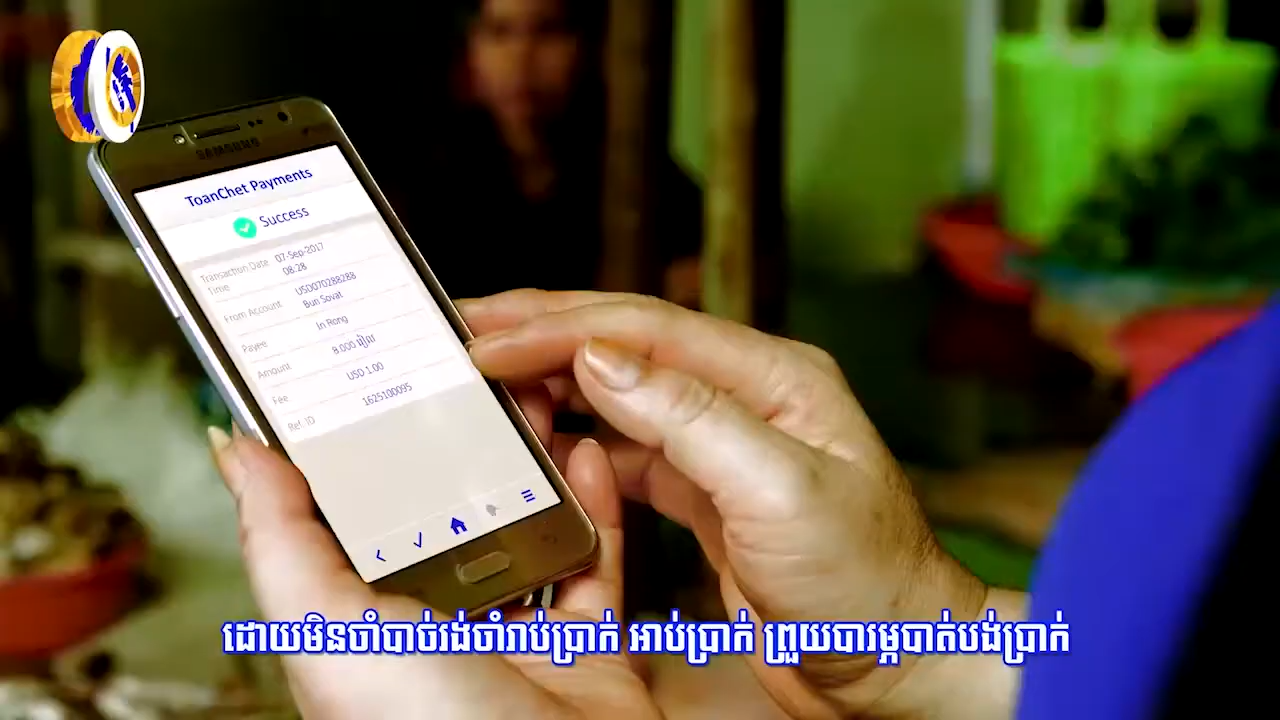 SAMSUNG
ToanChet Payments
Success
Transaction Date Time 07-Sep-2017 08:28
From Account USD070288288 Bun Sovat
Payee In Rong
Amount 8.000 រៀល
Fee USD 1.00
Ref. ID 1625100095
ដោយមិនចាំបាច់រង់ចាំរាប់ប្រាក់ អាប់ប្រាក់ ព្រួយបារម្ភបាត់បង់ប្រាក់